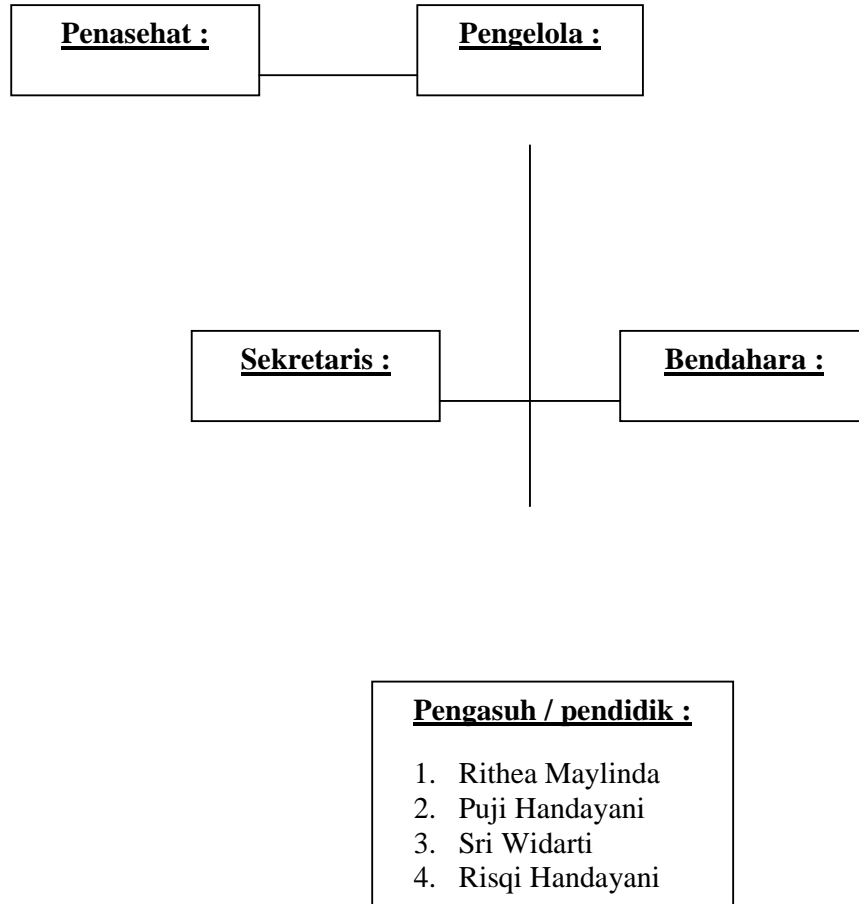 Penasehat :
Pengelola :
Sekretaris :
Bendahara :
Pengasuh / pendidik :
1. Rithea Maylinda
2. Puji Handayani
3. Sri Widarti
4. Risqi Handayani